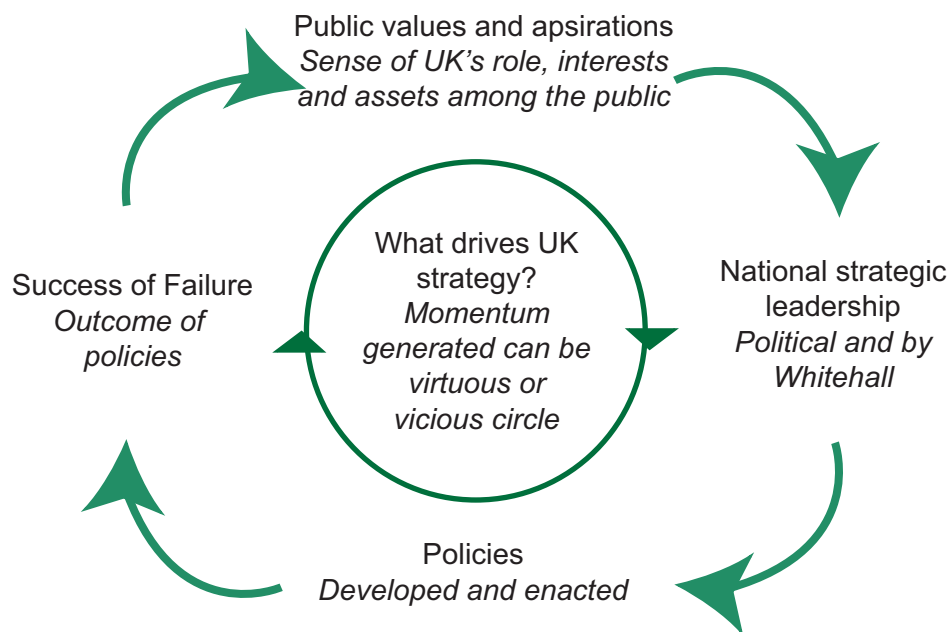 Public values and apsirations
Sense of UK’s role, interests
and assets among the public
What drives UK
strategy?
Momentum
generated can be
virtuous or
vicious circle
National strategic
leadership
Political and by
Whitehall
Success of Failure
Outcome of
policies
Policies
Developed and enacted